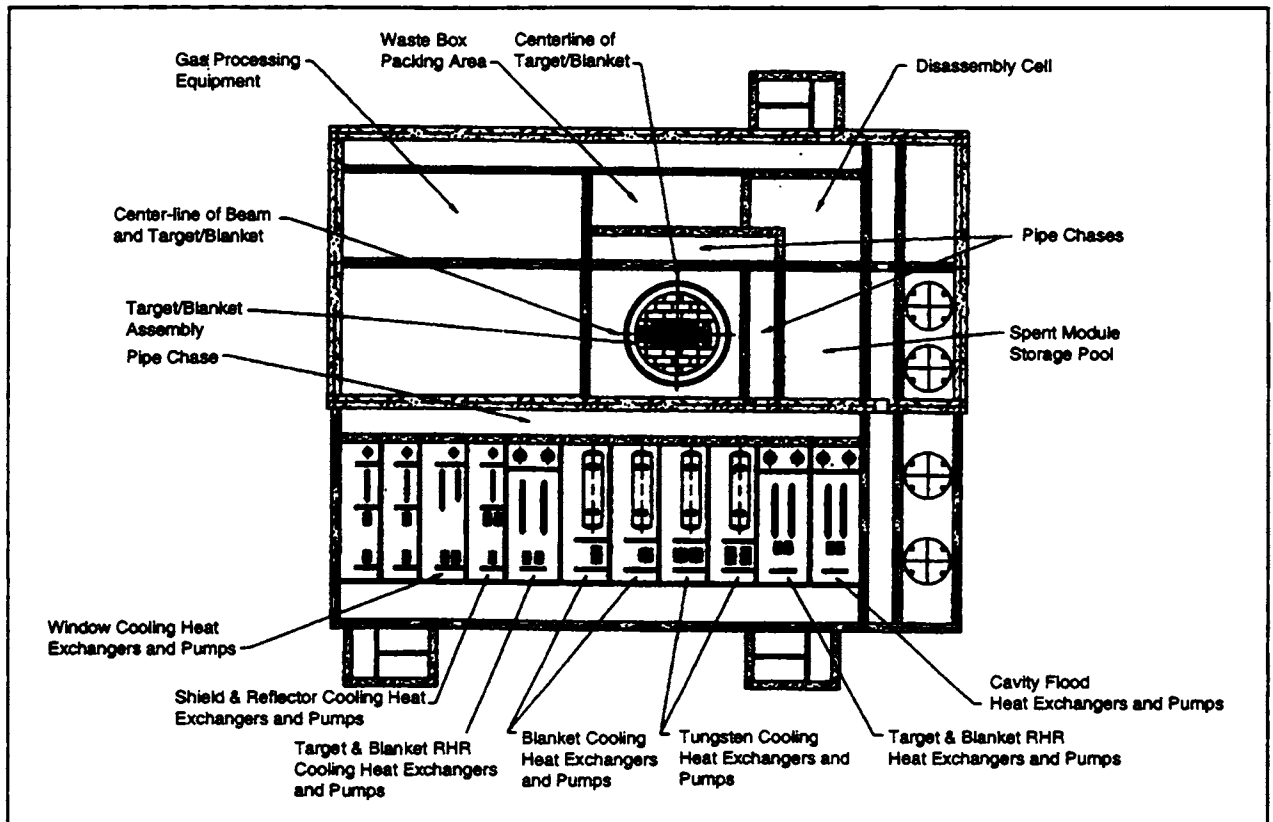 Gas Processing
Equipment
Waste Box
Packing Area
Centerline of
Target/Blanket
Disassembly Cell
Center-line of Beam
and Target/Blanket
Pipe Chases
Target/Blanket
Assembly
Pipe Chase
Spent Module
Storage Pool
Window Cooling Heat
Exchangers and Pumps
Shield & Reflector Cooling Heat
Exchangers and Pumps
Target & Blanket RHR
Cooling Heat Exchangers
and Pumps
Blanket Cooling
Heat Exchangers
and Pumps
Tungsten Cooling
Heat Exchangers and
Pumps
Target & Blanket RHR
Heat Exchangers and Pumps
Cavity Flood
Heat Exchangers and Pumps